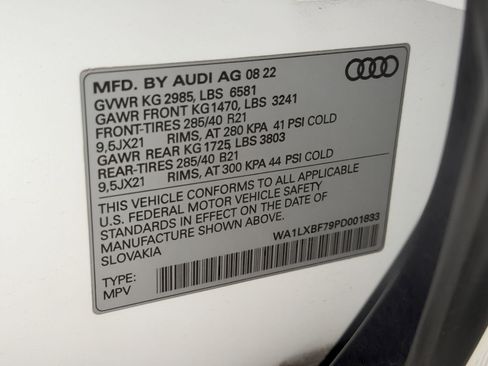 MFD. BY AUDI AG 08 22
GVWR KG 2985, LBS 6581
GAWR FRONT KG1470, LBS 3241
FRONT-TIRES 285/40 R21
9,5JX21 RIMS, AT 280 KPA 41 PSI COLD
GAWR REAR KG 1725, LBS 3803
REAR-TIRES 285/40 R21
9,5JX21 RIMS, AT 300 KPA 44 PSI COLD
THIS VEHICLE CONFORMS TO ALL APPLICABLE
U.S. FEDERAL MOTOR VEHICLE SAFETY
STANDARDS IN EFFECT ON THE DATE OF
MANUFACTURE SHOWN ABOVE.
SLOVAKIA
WA1LXBF79PD001833
TYPE:
MPV